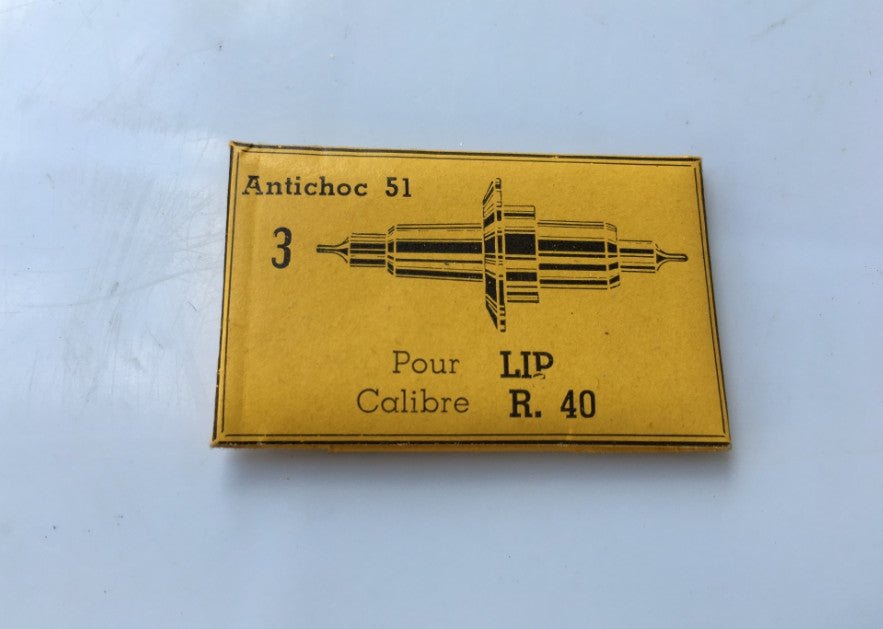 Antichoc 51
3
Pour LIP
Calibre R. 40